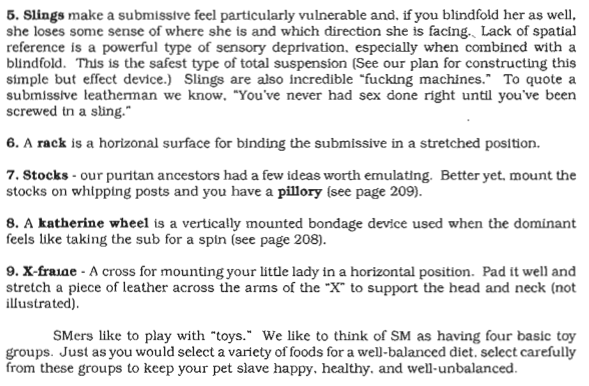 5. Slings make a submissive feel particularly vulnerable and, if you blindfold her as well,
she loses some sense of where she is and which direction she is facing. Lack of spatial
reference is a powerful type of sensory deprivation, especially when combined with a
blindfold. This is the safest type of total suspension (See our plan for constructing this
simple but effect device.) Slings are also incredible "fucking machines." To quote a
submissive leatherman we know, "You've never had sex done right until you've been
screwed in a sling."
6. A rack is a horizonal surface for binding the submissive in a stretched position.
7. Stocks - our puritan ancestors had a few ideas worth emulating. Better yet, mount the
stocks on whipping posts and you have a pillory (see page 209).
8. A katherine wheel is a vertically mounted bondage device used when the dominant
feels like taking the sub for a spin (see page 208).
9. X-frame - A cross for mounting your little lady in a horizontal position. Pad it well and
stretch a piece of leather across the arms of the "X" to support the head and neck (not
illustrated).
SMers like to play with "toys." We like to think of SM as having four basic toy
groups. Just as you would select a variety of foods for a well-balanced diet, select carefully
from these groups to keep your pet slave happy, healthy, and well-unbalanced.